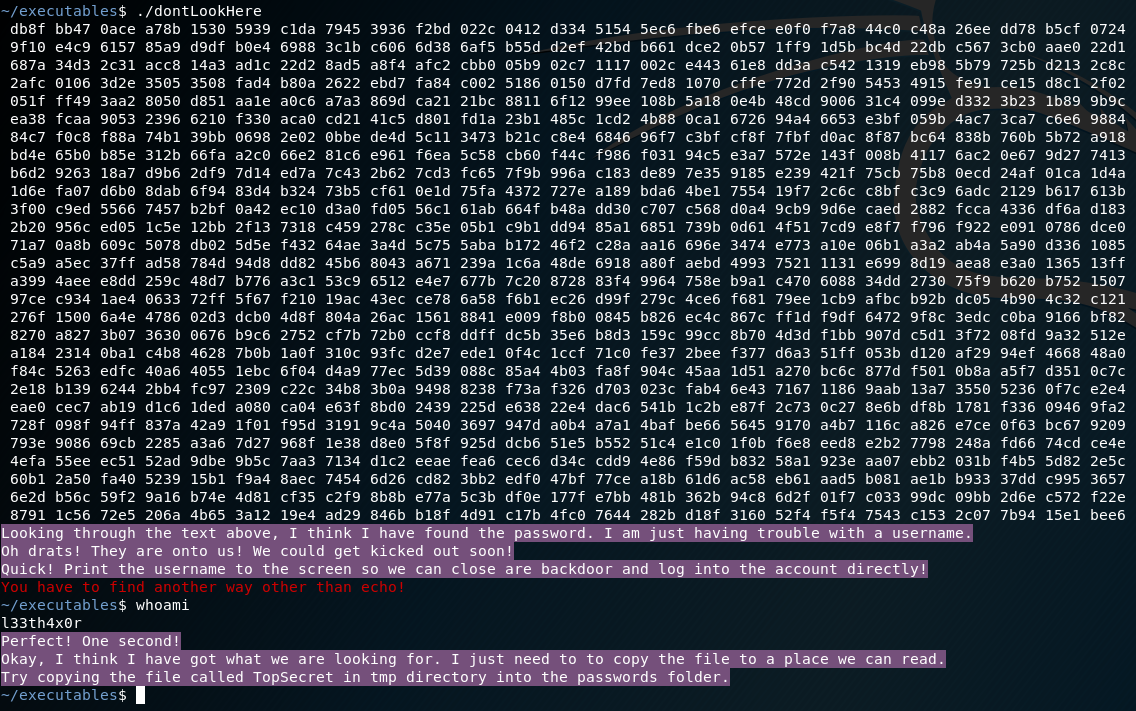 ~/executables$ ./dontLookHere
db8f bb47 0ace a78b 1530 5939 c1da 7945 3936 f2bd 022c 0412 d334 5154 5ec6 fbe6 efce e0f0 f7a8 44c0 c48a 26ee dd78 b5cf 0724
9f10 e4c9 6157 85a9 d9df b0e4 6988 3c1b c606 6d38 6af5 b55d d2ef 42bd b661 dce2 0b57 1ff9 1d5b bc4d 22db c567 3cb0 aae0 22d1
687a 34d3 2c31 acc8 14a3 ad1c 22d2 8ad5 a8f4 afc2 cbb0 05b9 02c7 1117 002c e443 61e8 dd3a c542 1319 eb98 5b79 725b d213 2c8c
2afc 0106 3d2e 3505 3508 fad4 b80a 2622 ebd7 fa84 c002 5186 0150 d7fd 7ed8 1070 cffe 772d 2f90 5453 4915 fe91 ce15 d8c1 2f02
051f ff49 3aa2 8050 d851 aa1e a0c6 a7a3 869d ca21 21bc 8811 6f12 99ee 108b 5a18 0e4b 48cd 9006 31c4 0999 d332 3b23 1b89 9b9c
ea38 fcaa 9053 2396 6210 f330 aca0 cd21 41c5 d801 fd1a 23b1 485c 1cd2 4b88 0ca1 6726 94a4 6653 e3bf 059b 4ac7 3ca7 c6e6 9884
84c7 f0c8 f88a 74b1 39bb 0698 2e02 0bbe de4d 5c11 3473 b21c c8e4 6846 96f7 c3bf cf8f 7fbf d0ac 8f87 bc64 838b 760b 5b72 a918
bd4e 65b0 b85e 312b 66fa a2c0 66e2 81c6 e961 f6ea 5c58 cb60 f44c f986 f031 94c5 e3a7 572e 143f 008b 4117 6ac2 0e67 9d27 7413
b6d2 9263 18a7 d9b6 2df9 7d14 ed7a 7c43 2b62 7cd3 fc65 7f9b 996a c183 de89 7e35 9185 e239 421f 75cb 75b8 0ecd 24af 01ca 1d4a
1d6e fa07 d6b0 8dab 6f94 83d4 b324 73b5 cf61 0e1d 75fa 4372 727e a189 bda6 4be1 7554 19f7 2c6c c8bf c3c9 6adc 2129 b617 613b
3f00 c9ed 5566 7457 b2bf 0a42 ec10 d3a0 fd05 56c1 61ab 664f b48a dd30 c707 c568 d0a4 9cb9 9d6e caed 2882 fcca 4336 df6a d183
2b20 956c ed05 1c5e 12bb 2f13 7318 c459 278c c35e 05b1 c9b1 dd94 85a1 6851 739b 0d61 4f51 7cd9 e8f7 f796 f922 e091 0786 dce0
71a7 0a8b 609c 5078 db02 5d5e f432 64ae 3a4d 5c75 5aba b172 46f2 c28a aa16 696e 3474 e773 a10e 06b1 a3a2 ab4a 5a90 d336 1085
c5a9 a5ec 37ff ad58 784d 94d8 dd82 45b6 8043 a671 239a 1c6a 48de 6918 a80f aebd 4993 7521 1131 e699 8d19 aea8 e3a0 1365 13ff
a399 4aee e8dd 259c 48d7 b776 a3c1 53c9 6512 e4e7 677b 7c20 8728 83f4 9964 758e b9a1 c470 6088 34dd 2730 75f9 b620 b752 1507
97ce c934 1ae4 0633 72ff 5f67 f210 19ac 43ec ce78 6a58 f6b1 ec26 d99f 279c 4ce6 f681 79ee 1cb9 afbc b92b dc05 4b90 4c32 c121
276f 1500 6a4e 4786 02d3 dcb0 4d8f 804a 26ac 1561 8841 e009 f8b0 0845 b826 ec4c 867c ff1d f9df 6472 9f8c 3edc c0ba 9166 bf82
8270 a827 3b07 3630 0676 b9c6 2752 cf7b 72b0 ccf8 ddff dc5b 35e6 b8d3 159c 99cc 8b70 4d3d f1bb 907d c5d1 3f72 08fd 9a32 512e
a184 2314 0ba1 c4b8 4628 7b0b 1a0f 310c 93fc d2e7 ede1 0f4c 1ccf 71c0 fe37 2bee f377 d6a3 51ff 053b d120 af29 94ef 4668 48a0
f84c 5263 edfc 40a6 4055 1ebc 6f04 d4a9 77ec 5d39 088c 85a4 4b03 fa8f 904c 45aa 1d51 a270 bc6c 877d f501 0b8a a5f7 d351 0c7c
2e18 b139 6244 2bb4 fc97 2309 c22c 34b8 3b0a 9498 8238 f73a f326 d703 023c fab4 6e43 7167 1186 9aab 13a7 3550 5236 0f7c e2e4
eae0 cec7 ab19 d1c6 1ded a080 ca04 e63f 8bd0 2439 225d e638 22e4 dac6 541b 1c2b e87f 2c73 0c27 8e6b df8b 1781 f336 0946 9fa2
728f 098f 94ff 837a 42a9 1f01 f95d 3191 9c4a 5040 3697 947d a0b4 a7a1 4baf be66 5645 9170 a4b7 116c a826 e7ce 0f63 bc67 9209
793e 9086 69cb 2285 a3a6 7d27 968f 1e38 d8e0 5f8f 925d dcb6 51e5 b552 51c4 e1c0 1f0b f6e8 eed8 e2b2 7798 248a fd66 74cd ce4e
4efa 55ee ec51 52ad 9dbe 9b5c 7aa3 7134 d1c2 eeae fea6 cec6 d34c cdd9 4e86 f59d b832 58a1 923e aa07 ebb2 031b f4b5 5d82 2e5c
60b1 2a50 fa40 5239 15b1 f9a4 8aec 7454 6d26 cd82 3bb2 edf0 47bf 77ce a18b 61d6 ac58 eb61 aad5 b081 ae1b b933 37dd c995 3657
6e2d b56c 59f2 9a16 b74e 4d81 cf35 c2f9 8b8b e77a 5c3b df0e 177f e7bb 481b 362b 94c8 6d2f 01f7 c033 99dc 09bb 2d6e c572 f22e
8791 1c56 72e5 206a 4b65 3a12 19e4 ad29 846b b18f 4d91 c17b 4fc0 7644 282b d18f 3160 52f4 f5f4 7543 c153 2c07 7b94 15e1 bee6
Looking through the text above, I think I have found the password. I am just having trouble with a username.
Oh drats! They are onto us! We could get kicked out soon!
Quick! Print the username to the screen so we can close are backdoor and log into the account directly!
You have to find another way other than echo!
~/executables$ whoami
l33th4x0r
Perfect! One second!
Okay, I think I have got what we are looking for. I just need to to copy the file to a place we can read.
Try copying the file called TopSecret in tmp directory into the passwords folder.
~/executables$